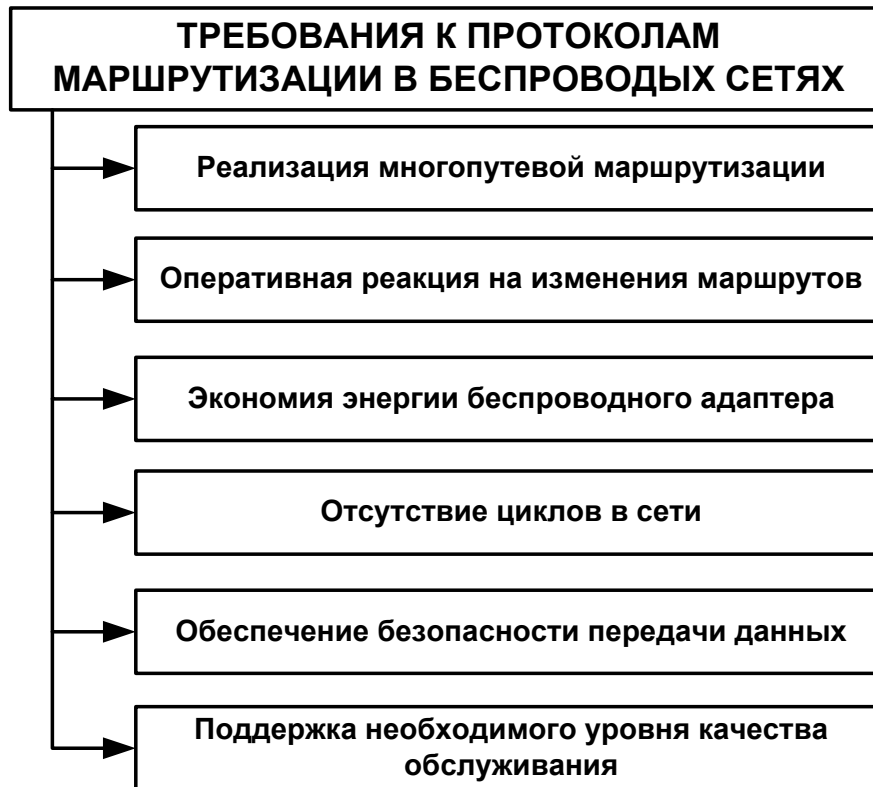 ТРЕБОВАНИЯ К ПРОТОКОЛАМ
МАРШРУТИЗАЦИИ В БЕСПРОВОДЫХ СЕТЯХ
Реализация многопутевой маршрутизации
Оперативная реакция на изменения маршрутов
Экономия энергии беспроводного адаптера
Отсутствие циклов в сети
Обеспечение безопасности передачи данных
Поддержка необходимого уровня качества
обслуживания